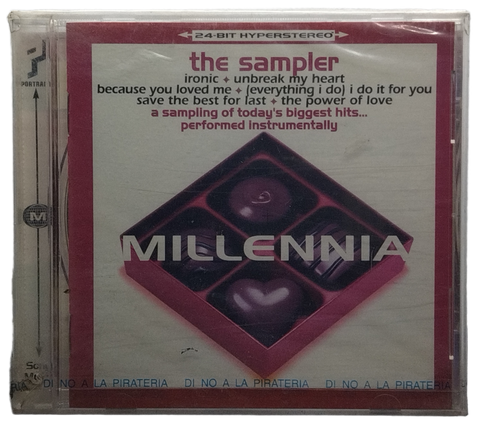 24-BIT HYPERSTEREO
the sampler
ironic + unbreak my heart
because you loved me + (everything i do) i do it for you
save the best for last + the power of love
a sampling of today's biggest hits...
performed instrumentally
MILLENNIA
M
DI NO A LA PIRATERIA DI NO A LA PIRATERIA DI NO A LA PIRATERIA